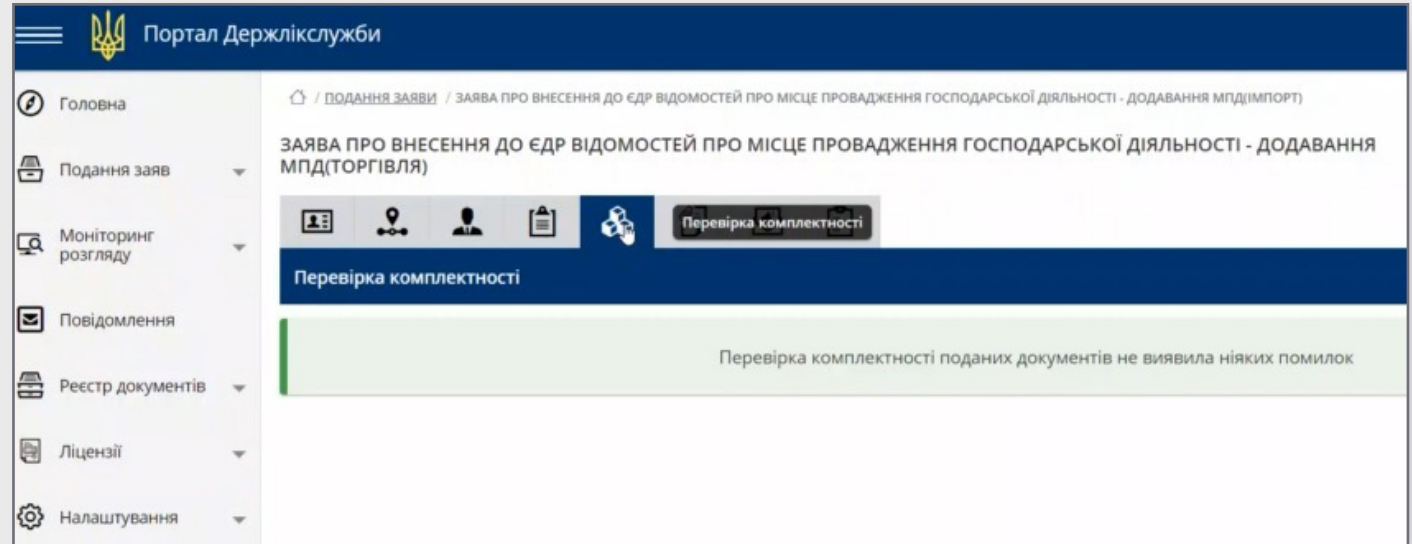 Портал Держлікслужби
Головна
Подання заяв
Моніторинг
розгляду
Повідомлення
Реєстр документів
Ліцензії
Налаштування
/ ПОДАННЯ ЗАЯВИ / ЗАЯВА ПРО ВНЕСЕННЯ ДО ЄДР ВІДОМОСТЕЙ ПРО МІСЦЕ ПРОВАДЖЕННЯ ГОСПОДАРСЬКОЇ ДІЯЛЬНОСТІ - ДОДАВАННЯ МПД(ІМПОРТ)
ЗАЯВА ПРО ВНЕСЕННЯ ДО ЄДР ВІДОМОСТЕЙ ПРО МІСЦЕ ПРОВАДЖЕННЯ ГОСПОДАРСЬКОЇ ДІЯЛЬНОСТІ - ДОДАВАННЯ
МПД(ТОРГІВЛЯ)
Перевірка комплектності
Перевірка комплектності
Перевірка комплектності поданих документів не виявила ніяких помилок